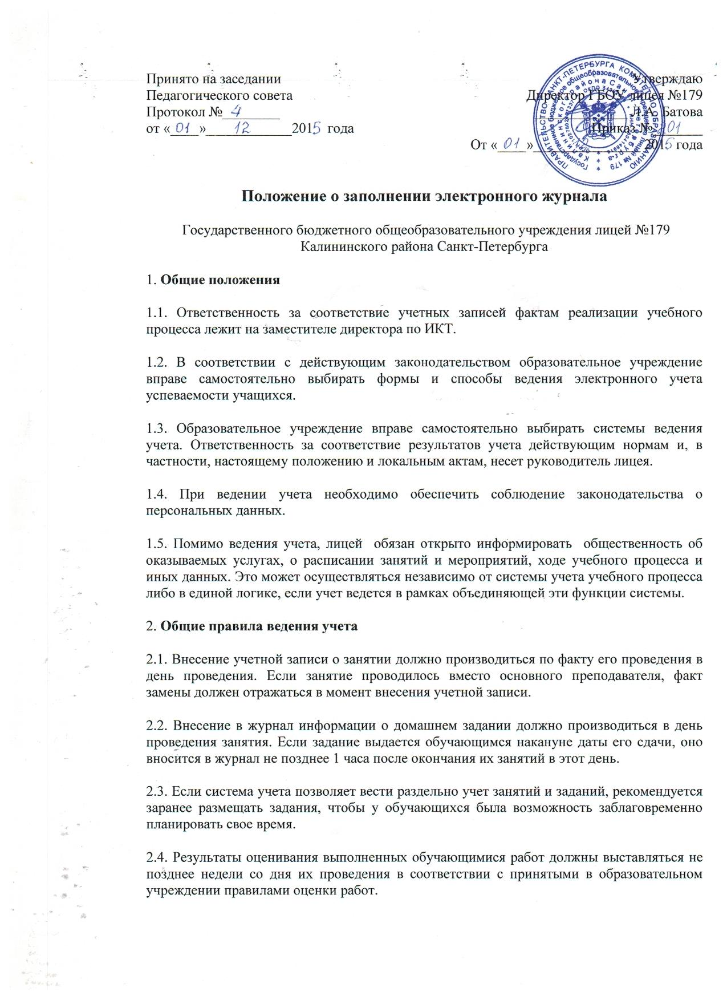 Принято на заседании
Педагогического совета
Протокол № 4
от «01» 12 2015 года
Утверждаю
Директор ГБОУ лицея №179
Л.А. Батова
Приказ № 201
От «01» 2015 года
ПРАВИТЕЛЬСТВО САНКТ-ПЕТЕРБУРГА КОМИТЕТ ПО ОБРАЗОВАНИЮ
Государственное бюджетное общеобразовательное учреждение лицей № 179
Калининского района Санкт-Петербурга
Положение о заполнении электронного журнала
Государственного бюджетного общеобразовательного учреждения лицей №179
Калининского района Санкт-Петербурга
1. Общие положения
1.1. Ответственность за соответствие учетных записей фактам реализации учебного
процесса лежит на заместителе директора по ИКТ.
1.2. В соответствии с действующим законодательством образовательное учреждение
вправе самостоятельно выбирать формы и способы ведения электронного учета
успеваемости учащихся.
1.3. Образовательное учреждение вправе самостоятельно выбирать системы ведения
учета. Ответственность за соответствие результатов учета действующим нормам и, в
частности, настоящему положению и локальным актам, несет руководитель лицея.
1.4. При ведении учета необходимо обеспечить соблюдение законодательства о
персональных данных.
1.5. Помимо ведения учета, лицей обязан открыто информировать общественность об
оказываемых услугах, о расписании занятий и мероприятий, ходе учебного процесса и
иных данных. Это может осуществляться независимо от системы учета учебного процесса
либо в единой логике, если учет ведется в рамках объединяющей эти функции системы.
2. Общие правила ведения учета
2.1. Внесение учетной записи о занятии должно производиться по факту его проведения в
день проведения. Если занятие проводилось вместо основного преподавателя, факт
замены должен отражаться в момент внесения учетной записи.
2.2. Внесение в журнал информации о домашнем задании должно производиться в день
проведения занятия. Если задание выдается обучающимся накануне даты его сдачи, оно
вносится в журнал не позднее 1 часа после окончания их занятий в этот день.
2.3. Если система учета позволяет вести раздельно учет занятий и заданий, рекомендуется
заранее размещать задания, чтобы у обучающихся была возможность заблаговременно
планировать свое время.
2.4. Результаты оценивания выполненных обучающимися работ должны выставляться не
позднее недели со дня их проведения в соответствии с принятыми в образовательном
учреждении правилами оценки работ.